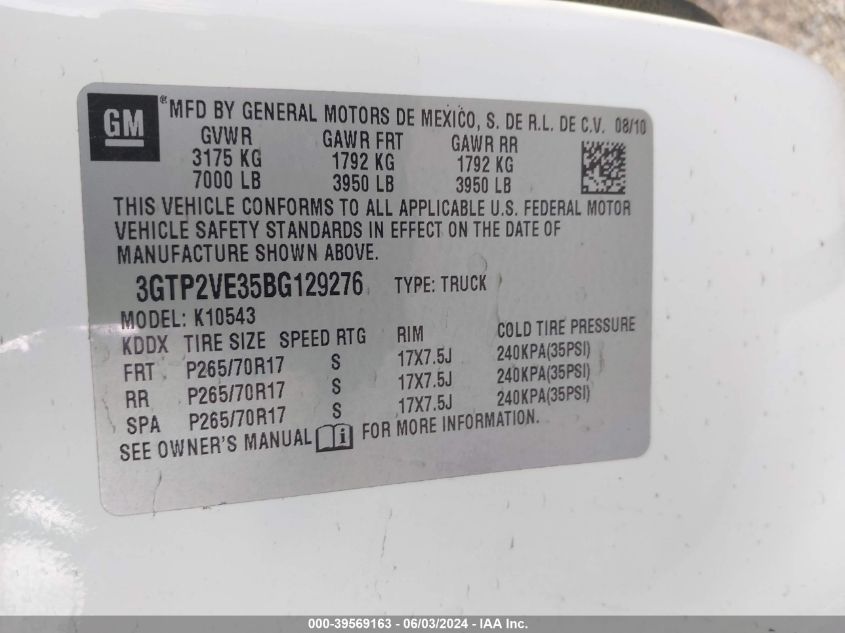 GM ® MFD BY GENERAL MOTORS DE MEXICO, S. DE R.L. DE C.V. 08/10
GVWR GAWR FRT GAWR RR
3175 KG 1792 KG 1792 KG
7000 LB 3950 LB 3950 LB
THIS VEHICLE CONFORMS TO ALL APPLICABLE U.S. FEDERAL MOTOR
VEHICLE SAFETY STANDARDS IN EFFECT ON THE DATE OF
MANUFACTURE SHOWN ABOVE.
3GTP2VE35BG129276 TYPE: TRUCK
MODEL: K10543
KDDX TIRE SIZE SPEED RTG RIM COLD TIRE PRESSURE
FRT P265/70R17 S 17X7.5J 240KPA(35PSI)
RR P265/70R17 S 17X7.5J 240KPA(35PSI)
SPA P265/70R17 S 17X7.5J 240KPA(35PSI)
SEE OWNER'S MANUAL i FOR MORE INFORMATION.
000-39569163 - 06/03/2024 - IAA Inc.